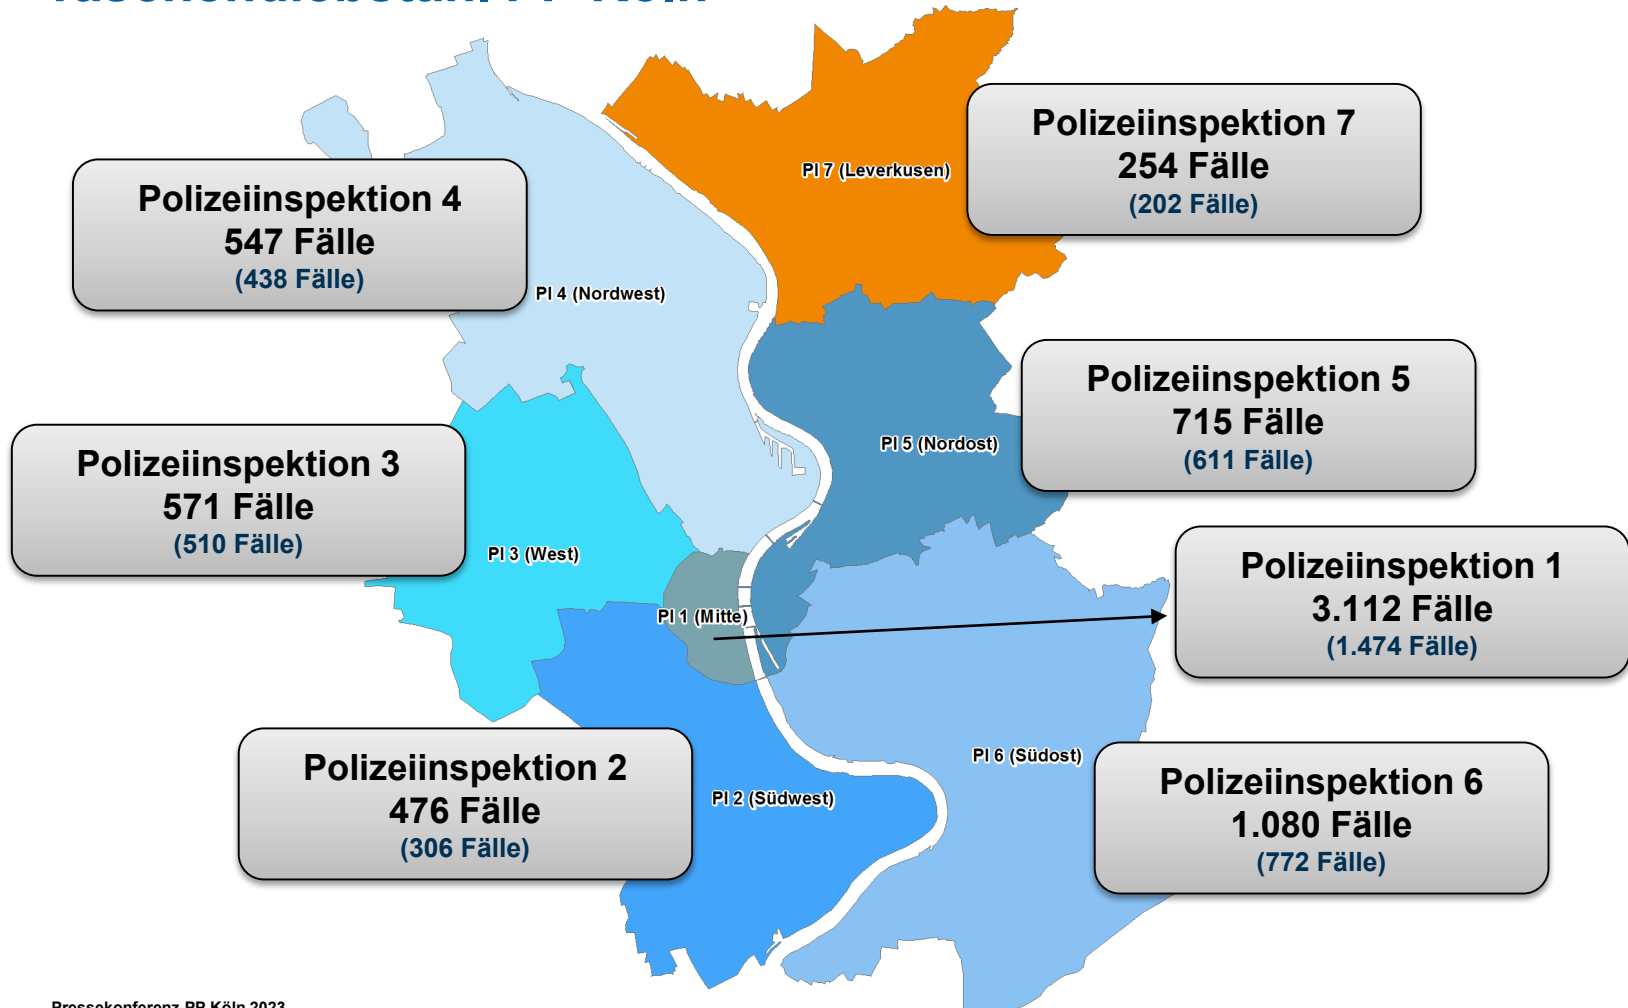 Taschendiebstahl PP Köln
Polizeiinspektion 7
254 Fälle
(202 Fälle)
PI 7 (Leverkusen)
Polizeiinspektion 4
547 Fälle
(438 Fälle)
PI 4 (Nordwest)
Polizeiinspektion 5
715 Fälle
(611 Fälle)
PI 5 (Nordost)
Polizeiinspektion 3
571 Fälle
(510 Fälle)
PI 3 (West)
Polizeiinspektion 1
3.112 Fälle
(1.474 Fälle)
PI 1 (Mitte)
Polizeiinspektion 2
476 Fälle
(306 Fälle)
PI 2 (Südwest)
PI 6 (Südost)
Polizeiinspektion 6
1.080 Fälle
(772 Fälle)
Pressekonferenz PP Köln 2023